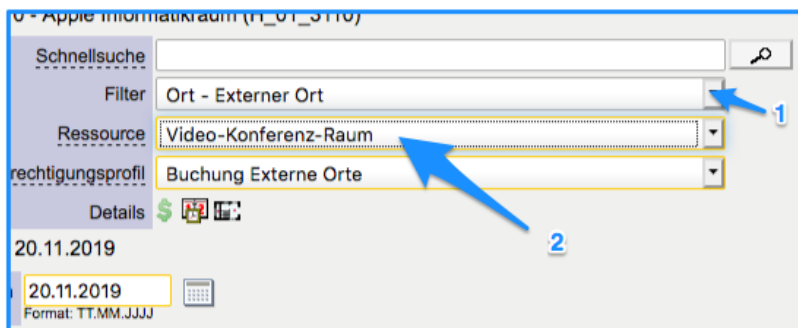 0 - Apple Informatikraum (H_01_3110)
Schnellsuche
Filter Ort - Externer Ort
1
Ressource Video-Konferenz-Raum
rechtigungsprofil Buchung Externe Orte
Details $
2
20.11.2019
20.11.2019
Format: TT.MM.JJJJ